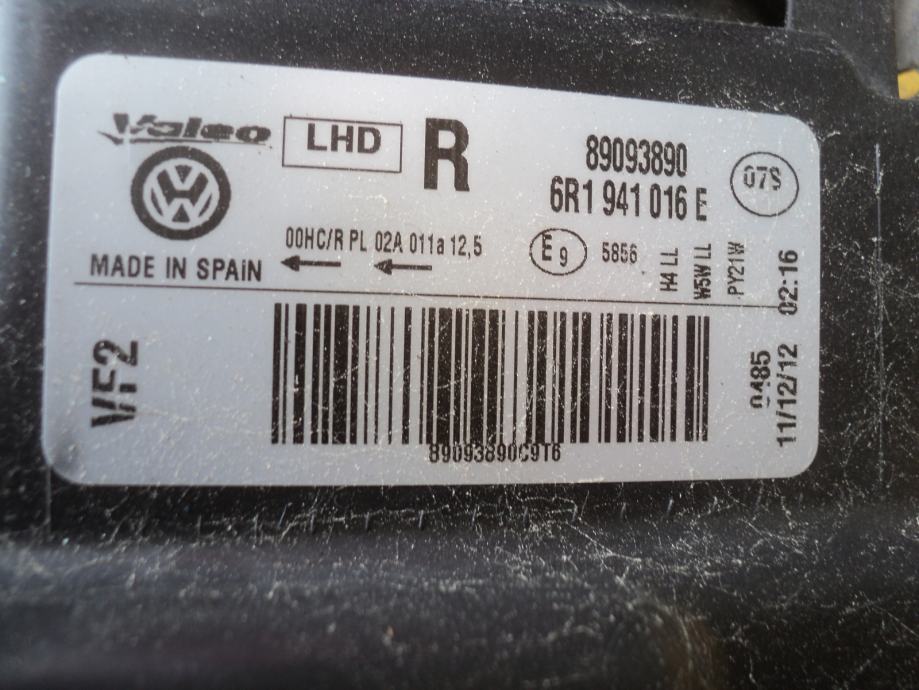 Valeo
LHD
R
89093890
6R1 941 016 E
07S
00HC/R PL 02A 011a 12,5
E9
5856
H4 LL
W5W LL
PY21W
MADE IN SPAiN
VF2
89093890C9T6
0485
11/12/12 02:16